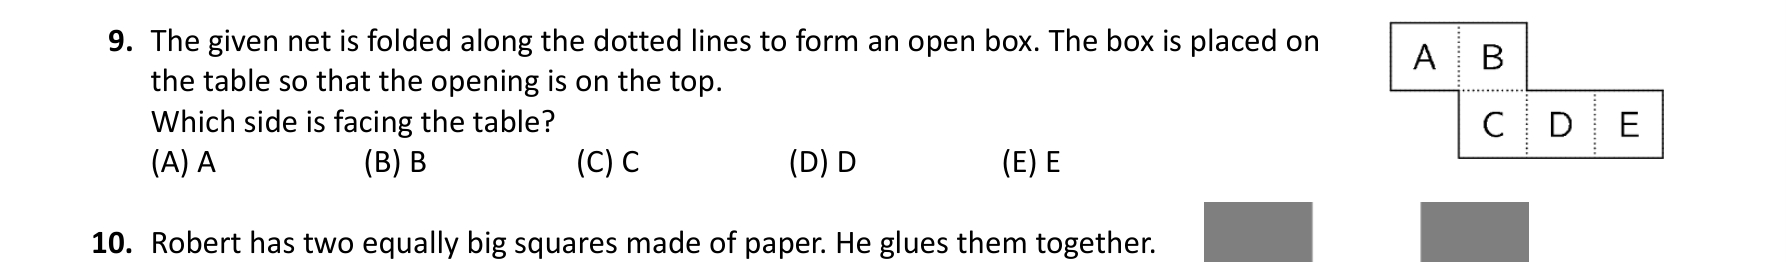 9. The given net is folded along the dotted lines to form an open box. The box is placed on
the table so that the opening is on the top.
Which side is facing the table?
(A) A (B) B (C) C (D) D (E) E
A B
C D E
10. Robert has two equally big squares made of paper. He glues them together.